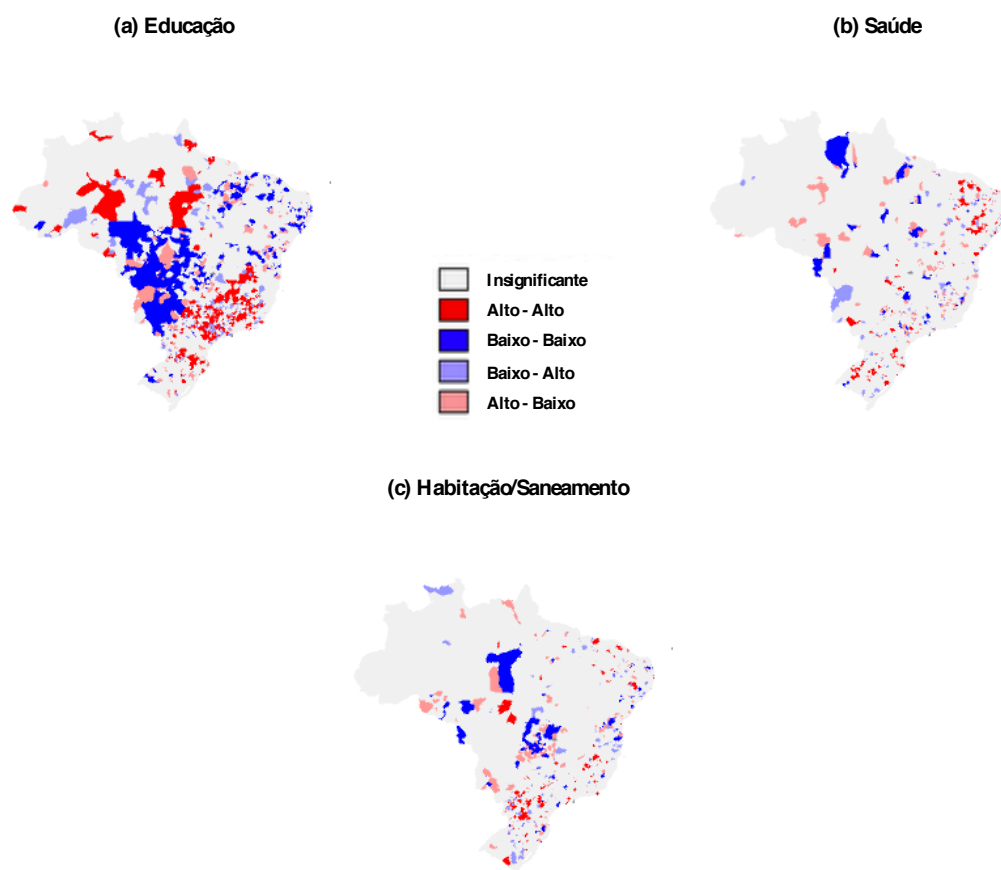 (a) Educação
(b) Saúde
Insignificante
Alto - Alto
Baixo - Baixo
Baixo - Alto
Alto - Baixo
(c) Habitação/Saneamento